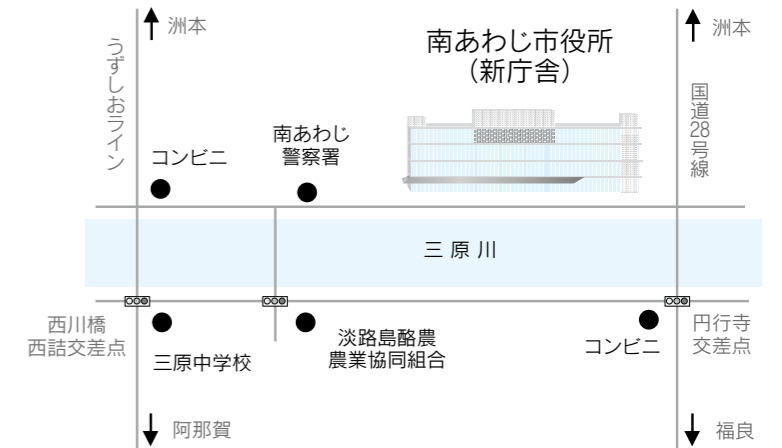 洲本
洲本
南あわじ市役所
（新庁舎）
うずしおライン
国道28号線
南あわじ
警察署
コンビニ
三原川
西川橋
西詰交差点
三原中学校
淡路島酪農
農業協同組合
コンビニ
円行寺
交差点
阿那賀
福良